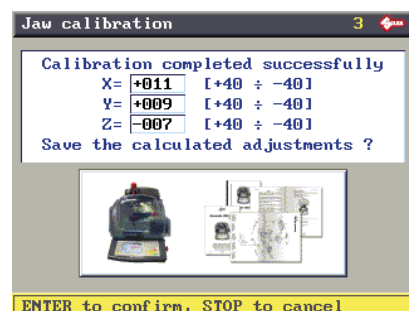 Jaw calibration 3 SILCA
Calibration completed successfully
X= +011 [+40 ÷ -40]
Y= +009 [+40 ÷ -40]
Z= -007 [+40 ÷ -40]
Save the calculated adjustments ?
ENTER to confirm, STOP to cancel